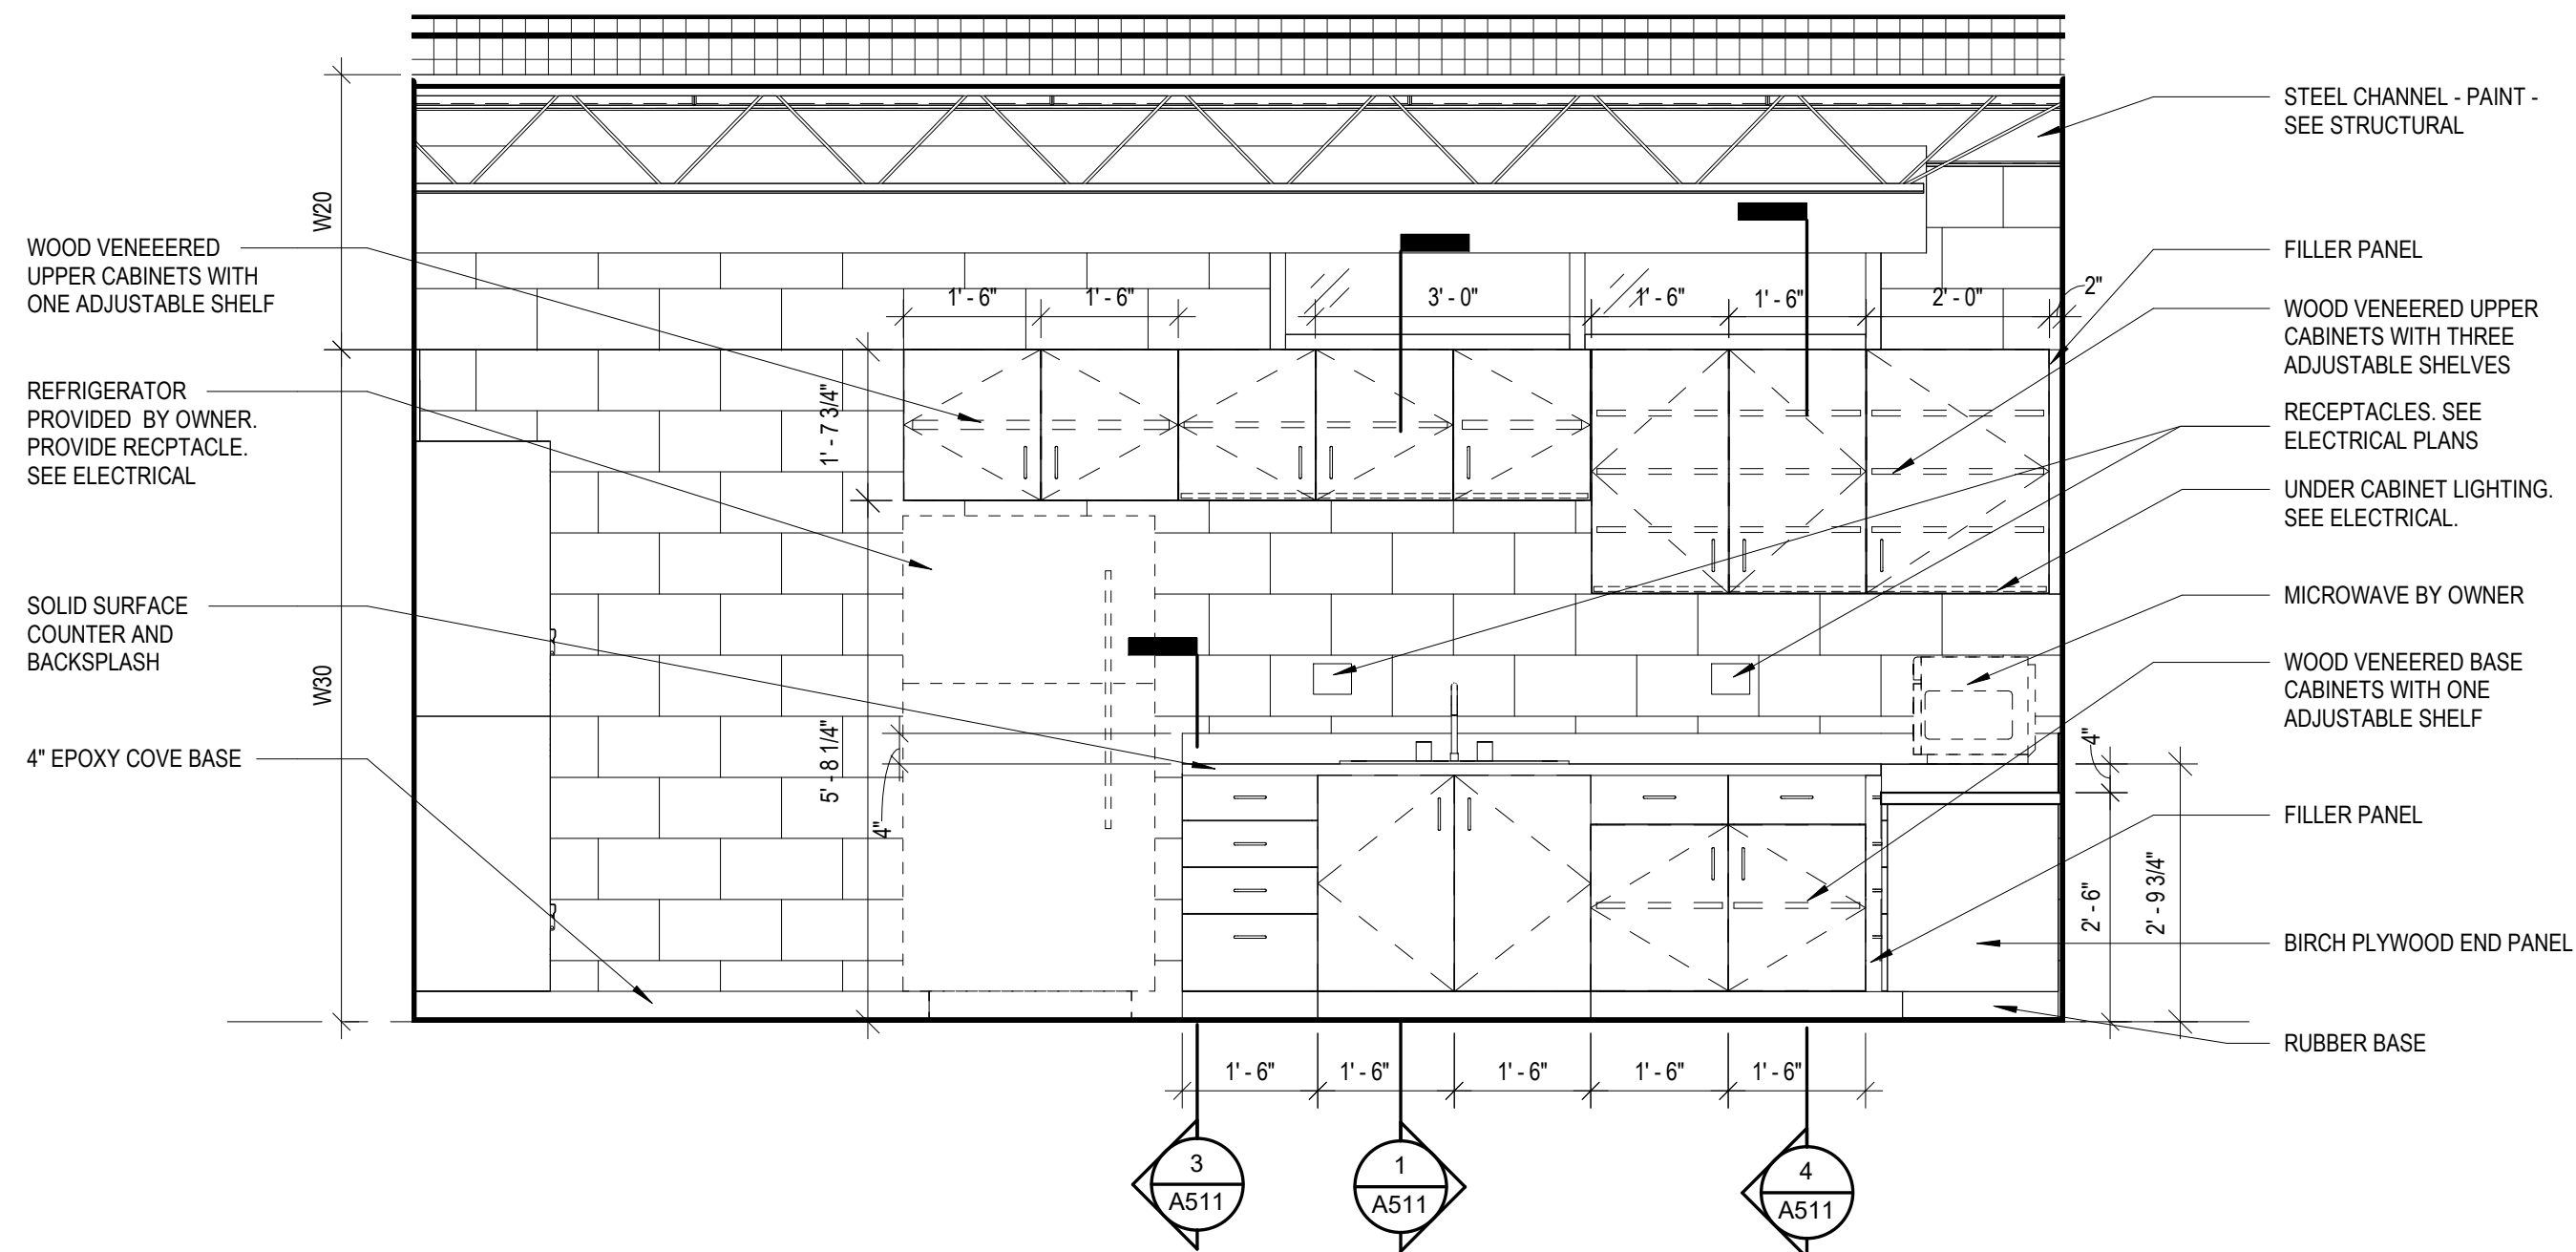 STEEL CHANNEL - PAINT -
SEE STRUCTURAL
W20
WOOD VENEEERED
UPPER CABINETS WITH
ONE ADJUSTABLE SHELF
FILLER PANEL
1' - 6"
1' - 6"
3' - 0"
1' - 6"
1' - 6"
2' - 0"
2"
WOOD VENEERED UPPER
CABINETS WITH THREE
ADJUSTABLE SHELVES
REFRIGERATOR
PROVIDED BY OWNER.
PROVIDE RECPTACLE.
SEE ELECTRICAL
1' - 7 3/4"
RECEPTACLES. SEE
ELECTRICAL PLANS
UNDER CABINET LIGHTING.
SEE ELECTRICAL.
SOLID SURFACE
COUNTER AND
BACKSPLASH
MICROWAVE BY OWNER
W30
WOOD VENEERED BASE
CABINETS WITH ONE
ADJUSTABLE SHELF
4" EPOXY COVE BASE
5' - 8 1/4"
4"
4"
2' - 6"
2' - 9 3/4"
FILLER PANEL
BIRCH PLYWOOD END PANEL
RUBBER BASE
1' - 6"
1' - 6"
1' - 6"
1' - 6"
1' - 6"
3
A511
1
A511
4
A511